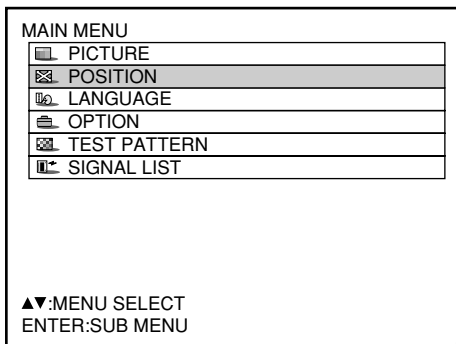 MAIN MENU
PICTURE
POSITION
LANGUAGE
OPTION
TEST PATTERN
SIGNAL LIST
▲▼:MENU SELECT
ENTER:SUB MENU